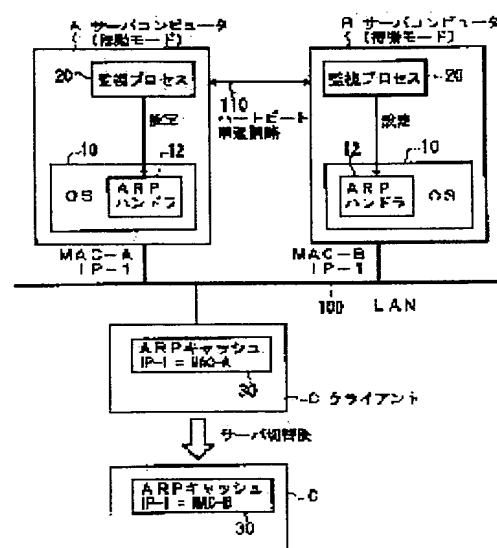 A サーバコンピュータ
(稼動モード)
B サーバコンピュータ
(待機モード)
20
監視プロセス
監視プロセス
20
110
ハートビート
設定
設定
10
12
12
10
OS
ARP
ハンドラ
ARP
ハンドラ
OS
MAC-A
IP-1
MAC-B
IP-1
100
LAN
ARPキャッシュ
IP-1 = MAC-A
30
C クライアント
サーバ切替後
ARPキャッシュ
IP-1 = MAC-B
C
30